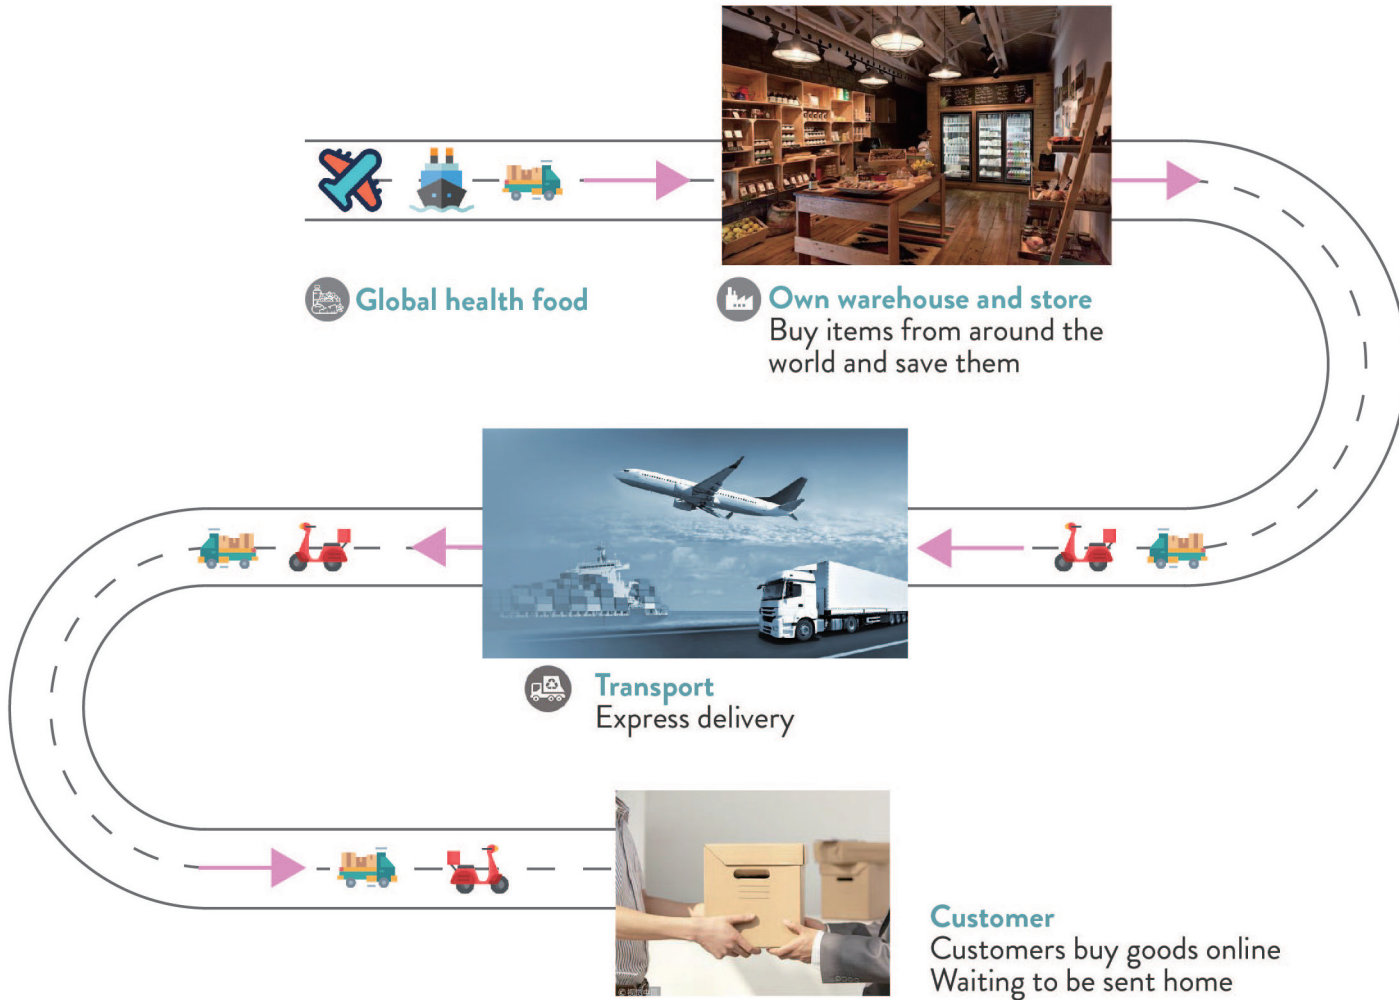 Global health food
Own warehouse and store
Buy items from around the
world and save them
Transport
Express delivery
Customer
Customers buy goods online
Waiting to be sent home